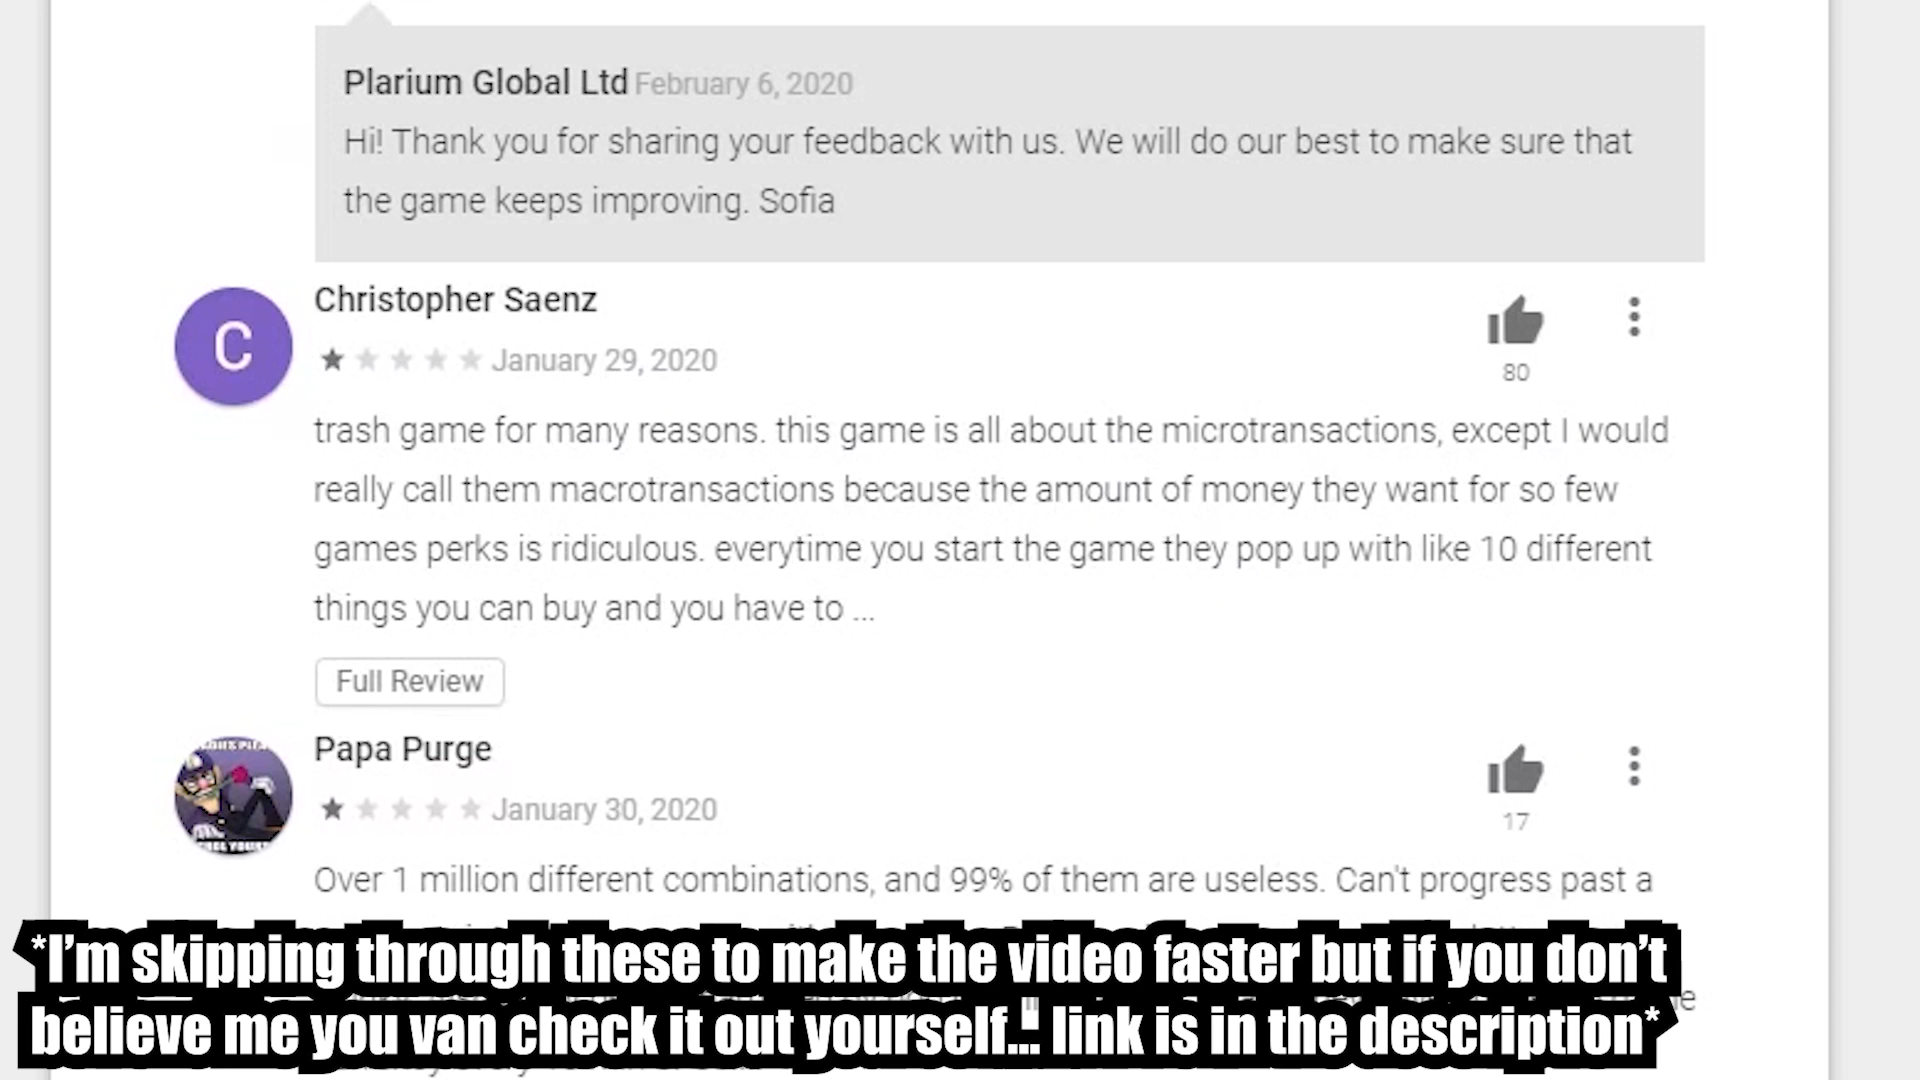 Plarium Global Ltd February 6, 2020
Hi! Thank you for sharing your feedback with us. We will do our best to make sure that
the game keeps improving. Sofia
C
Christopher Saenz
January 29, 2020
80
trash game for many reasons. this game is all about the microtransactions, except I would
really call them macrotransactions because the amount of money they want for so few
games perks is ridiculous. everytime you start the game they pop up with like 10 different
things you can buy and you have to ...
Full Review
Papa Purge
January 30, 2020
17
Over 1 million different combinations, and 99% of them are useless. Can't progress past a
*I'm skipping through these to make the video faster but if you don't
believe me you van check it out yourself... link is in the description*